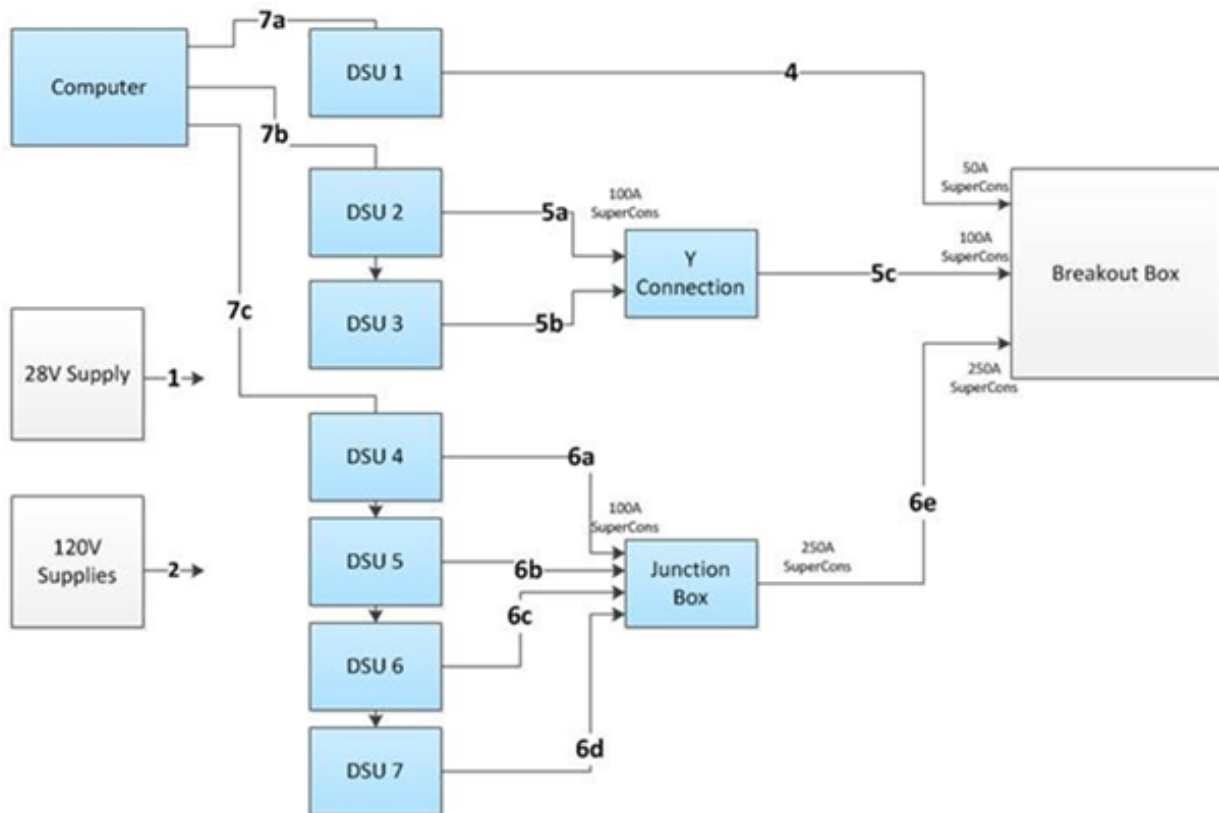 7a
Computer
DSU 1
4
7b
50A
SuperCons
DSU 2
5a
100A
SuperCons
Y
Connection
100A
SuperCons
5c
Breakout Box
DSU 3
5b
7c
28V Supply
1
250A
SuperCons
DSU 4
6a
100A
SuperCons
6e
120V
Supplies
2
DSU 5
6b
Junction
Box
250A
SuperCons
6c
DSU 6
6d
DSU 7